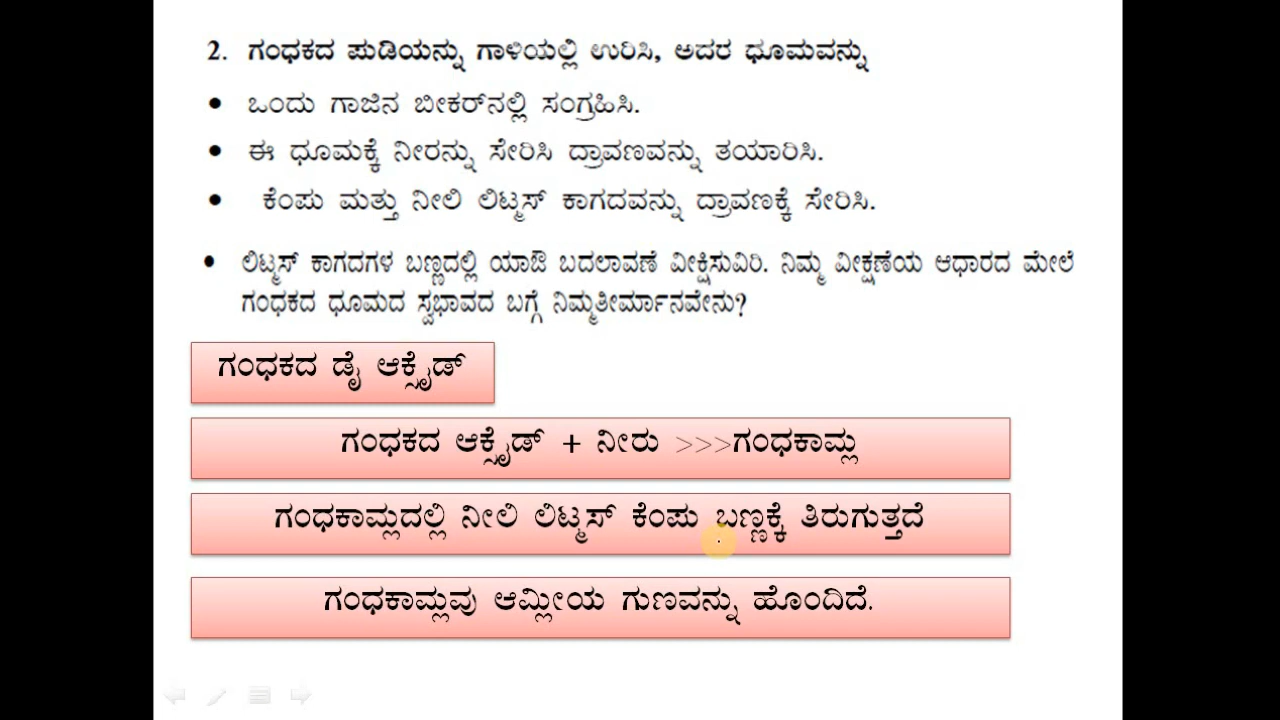 2. ಗಂಧಕದ ಪುಡಿಯನ್ನು ಗಾಳಿಯಲ್ಲಿ ಉರಿಸಿ, ಅದರ ಧೂಮವನ್ನು
• ಒಂದು ಗಾಜಿನ ಬೀಕರ್‌ನಲ್ಲಿ ಸಂಗ್ರಹಿಸಿ.
• ಈ ಧೂಮಕ್ಕೆ ನೀರನ್ನು ಸೇರಿಸಿ ದ್ರಾವಣವನ್ನು ತಯಾರಿಸಿ.
• ಕೆಂಪು ಮತ್ತು ನೀಲಿ ಲಿಟ್ಮಸ್ ಕಾಗದವನ್ನು ದ್ರಾವಣಕ್ಕೆ ಸೇರಿಸಿ.
• ಲಿಟ್ಮಸ್ ಕಾಗದಗಳ ಬಣ್ಣದಲ್ಲಿ ಯಾಔ ಬದಲಾವಣೆ ವೀಕ್ಷಿಸುವಿರಿ. ನಿಮ್ಮ ವೀಕ್ಷಣೆಯ ಆಧಾರದ ಮೇಲೆ
ಗಂಧಕದ ಧೂಮದ ಸ್ವಭಾವದ ಬಗ್ಗೆ ನಿಮ್ಮತೀರ್ಮಾನವೇನು?
ಗಂಧಕದ ಡೈ ಆಕ್ಸೈಡ್
ಗಂಧಕದ ಆಕ್ಸೈಡ್ + ನೀರು >>>ಗಂಧಕಾಮ್ಲ
ಗಂಧಕಾಮ್ಲದಲ್ಲಿ ನೀಲಿ ಲಿಟ್ಮಸ್ ಕೆಂಪು ಬಣ್ಣಕ್ಕೆ ತಿರುಗುತ್ತದೆ
ಗಂಧಕಾಮ್ಲವು ಆಮ್ಲೀಯ ಗುಣವನ್ನು ಹೊಂದಿದೆ.